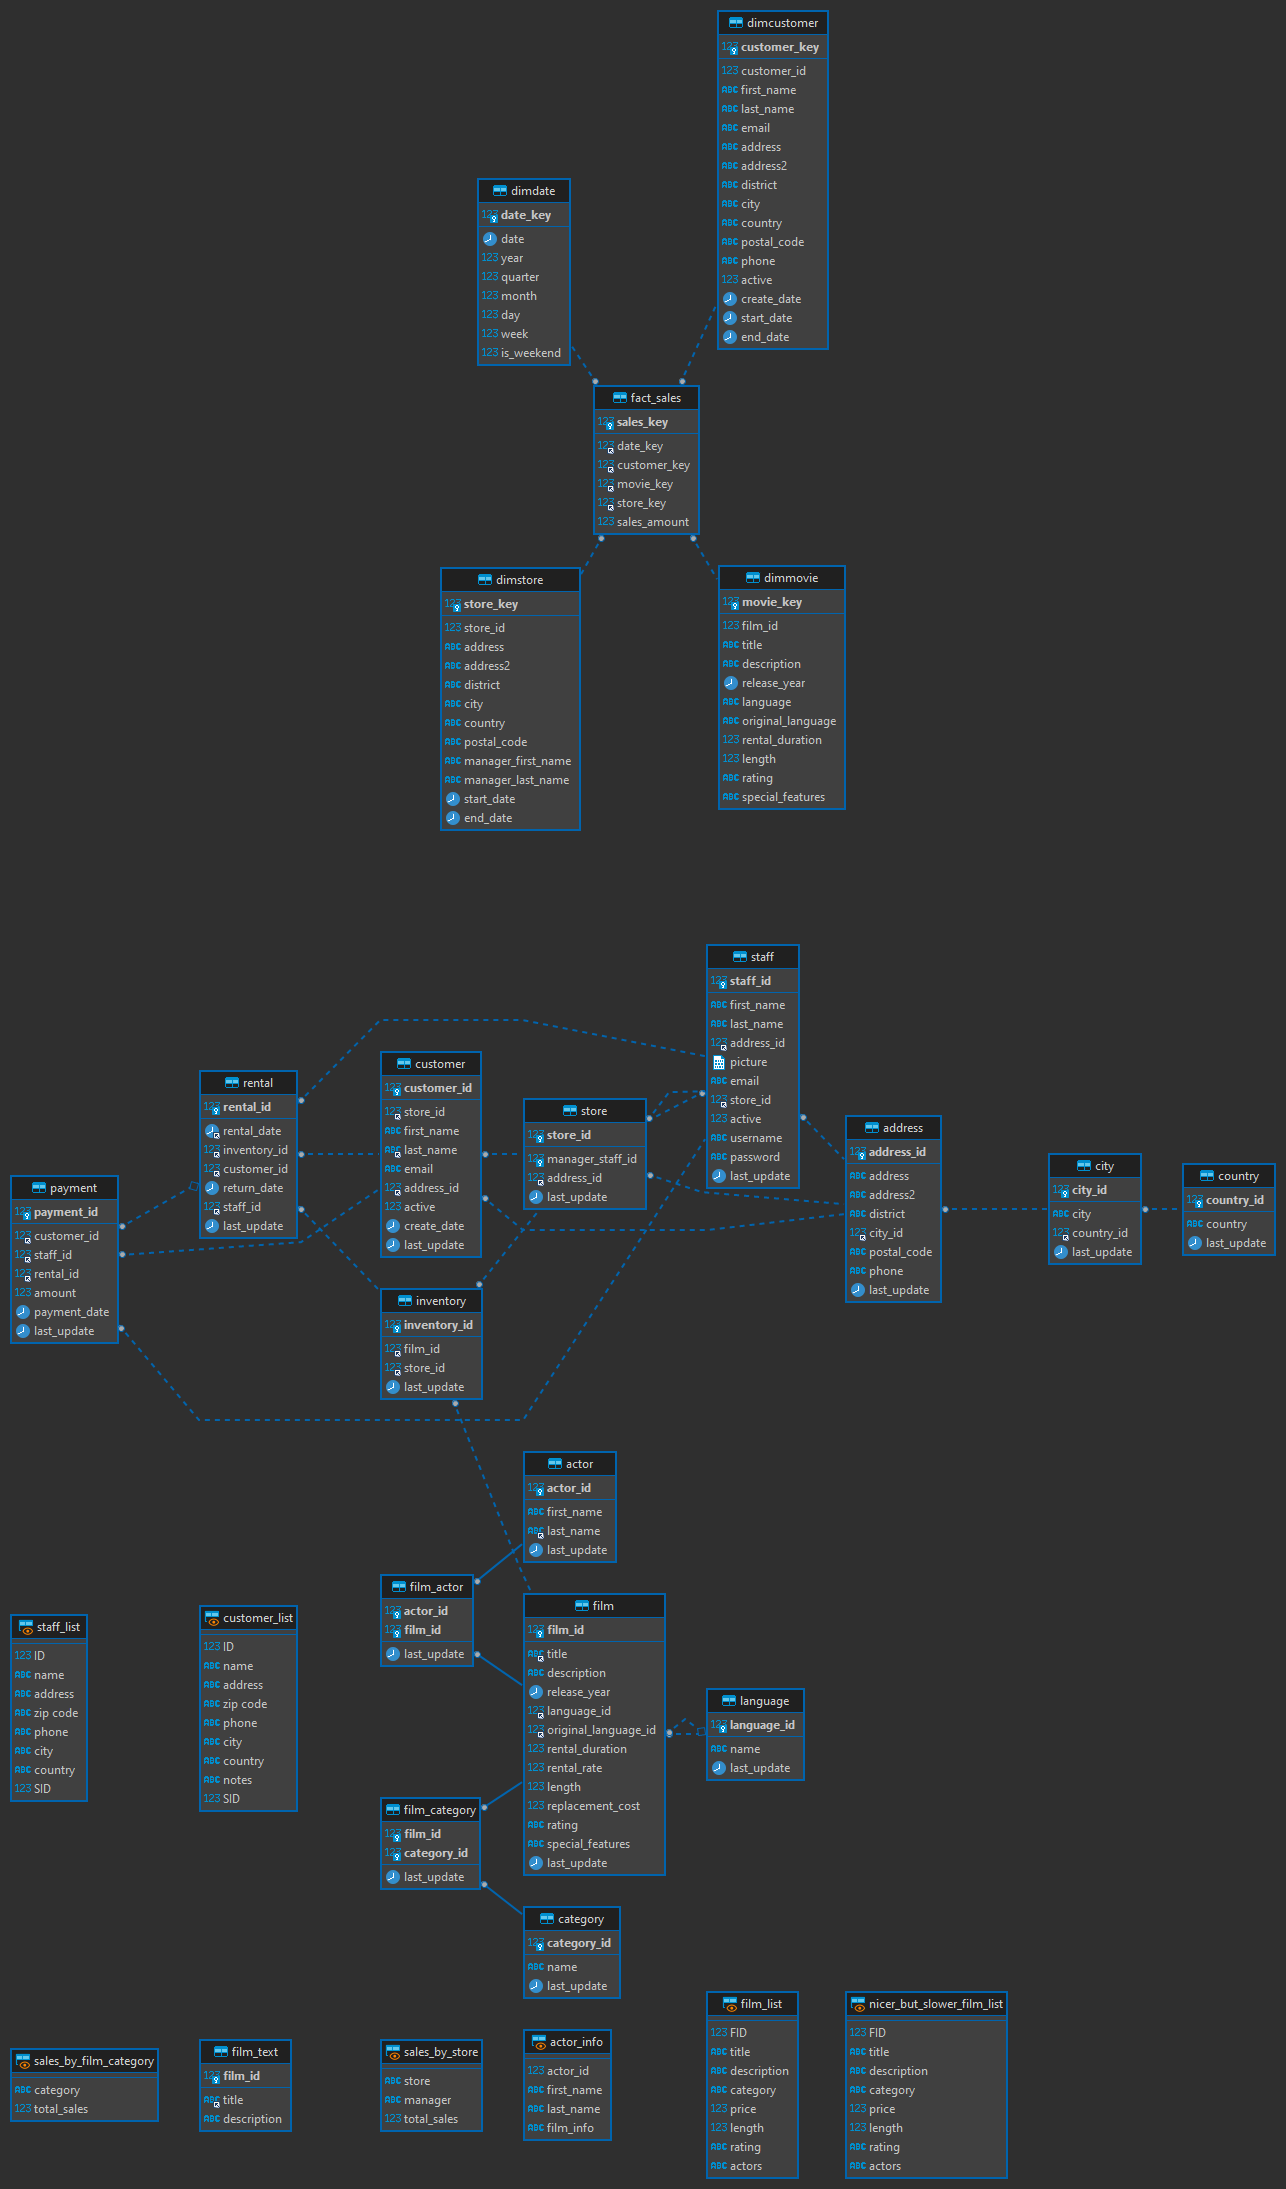 dimcustomer
123 customer_key
123 customer_id
ABC first_name
ABC last_name
ABC email
ABC address
ABC address2
ABC district
ABC city
ABC country
ABC postal_code
ABC phone
123 active
create_date
start_date
end_date
dimdate
123 date_key
date
123 year
123 quarter
123 month
123 day
123 week
123 is_weekend
fact_sales
123 sales_key
123 date_key
123 customer_key
123 movie_key
123 store_key
123 sales_amount
dimstore
123 store_key
123 store_id
ABC address
ABC address2
ABC district
ABC city
ABC country
ABC postal_code
ABC manager_first_name
ABC manager_last_name
start_date
end_date
dimmovie
123 movie_key
123 film_id
ABC title
ABC description
release_year
ABC language
ABC original_language
123 rental_duration
123 length
ABC rating
ABC special_features
staff
123 staff_id
ABC first_name
ABC last_name
123 address_id
picture
ABC email
123 store_id
123 active
ABC username
ABC password
last_update
customer
123 customer_id
123 store_id
ABC first_name
ABC last_name
ABC email
123 address_id
123 active
create_date
last_update
rental
123 rental_id
rental_date
123 inventory_id
123 customer_id
return_date
123 staff_id
last_update
store
123 store_id
123 manager_staff_id
123 address_id
last_update
address
123 address_id
ABC address
ABC address2
ABC district
123 city_id
ABC postal_code
ABC phone
last_update
city
123 city_id
ABC city
123 country_id
last_update
country
123 country_id
ABC country
last_update
payment
123 payment_id
123 customer_id
123 staff_id
123 rental_id
123 amount
payment_date
last_update
inventory
123 inventory_id
123 film_id
123 store_id
last_update
actor
123 actor_id
ABC first_name
ABC last_name
last_update
film_actor
123 actor_id
123 film_id
last_update
film
123 film_id
ABC title
ABC description
release_year
123 language_id
123 original_language_id
123 rental_duration
123 rental_rate
123 length
123 replacement_cost
ABC rating
ABC special_features
last_update
staff_list
123 ID
ABC name
ABC address
ABC zip code
ABC phone
ABC city
ABC country
123 SID
customer_list
123 ID
ABC name
ABC address
ABC zip code
ABC phone
ABC city
ABC country
ABC notes
123 SID
language
123 language_id
ABC name
last_update
film_category
123 film_id
123 category_id
last_update
category
123 category_id
ABC name
last_update
film_list
123 FID
ABC title
ABC description
ABC category
123 price
123 length
ABC rating
ABC actors
nicer_but_slower_film_list
123 FID
ABC title
ABC description
ABC category
123 price
123 length
ABC rating
ABC actors
sales_by_film_category
ABC category
123 total_sales
film_text
123 film_id
ABC title
ABC description
sales_by_store
ABC store
ABC manager
123 total_sales
actor_info
123 actor_id
ABC first_name
ABC last_name
ABC film_info